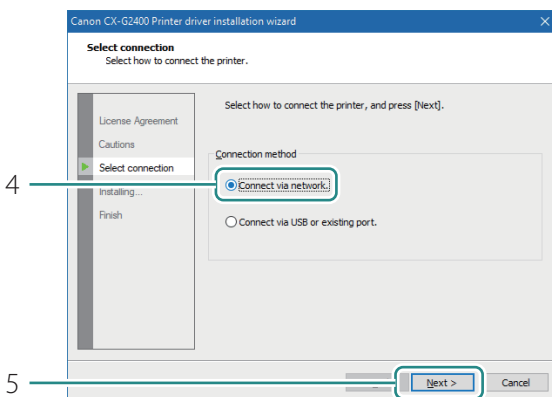 Canon CX-G2400 Printer driver installation wizard
Select connection
Select how to connect the printer.
License Agreement
Cautions
Select connection
Installing...
Finish
Select how to connect the printer, and press [Next].
Connection method
4
Connect via network.
Connect via USB or existing port.
5
Next >
Cancel